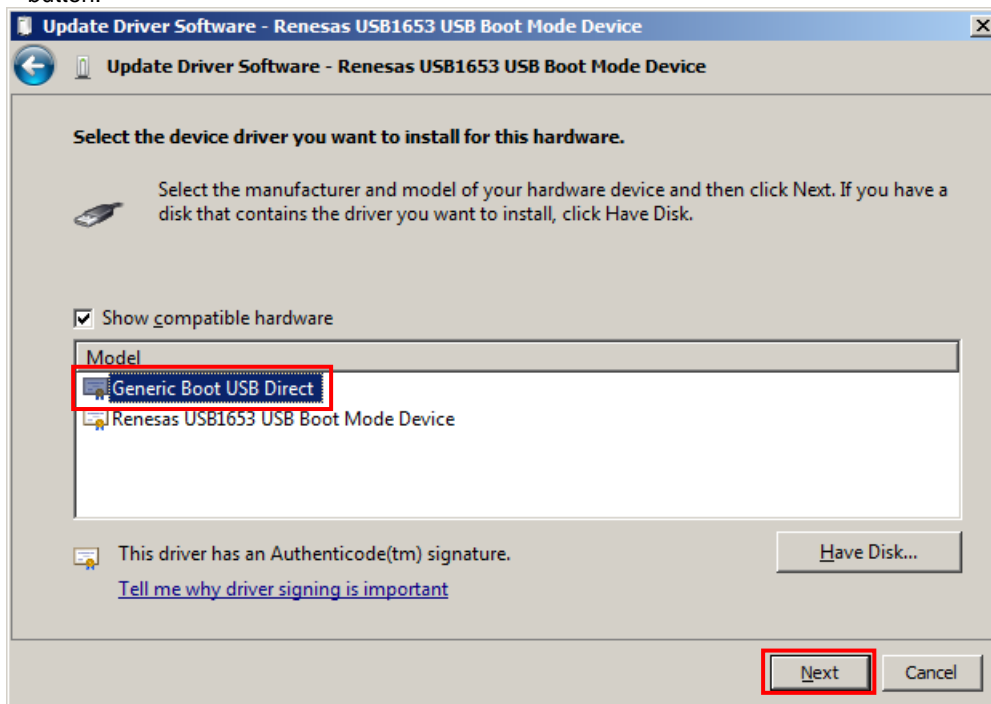 button.
Update Driver Software - Renesas USB1653 USB Boot Mode Device
Update Driver Software - Renesas USB1653 USB Boot Mode Device
Select the device driver you want to install for this hardware.
Select the manufacturer and model of your hardware device and then click Next. If you have a
disk that contains the driver you want to install, click Have Disk.
Show compatible hardware
Model
Generic Boot USB Direct
Renesas USB1653 USB Boot Mode Device
This driver has an Authenticode(tm) signature.
Have Disk...
Tell me why driver signing is important
Next
Cancel